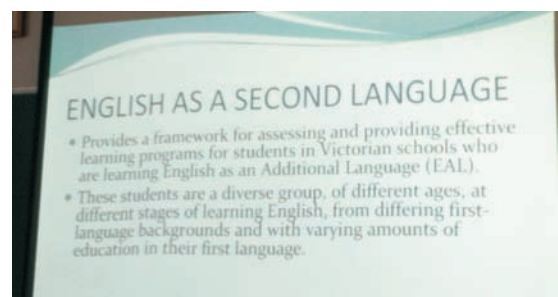 ENGLISH AS A SECOND LANGUAGE
• Provides a framework for assessing and providing effective
learning programs for students in Victorian schools who
are learning English as an Additional Language (EAL).
• These students are a diverse group, of different ages, at
different stages of learning English, from differing first-
language backgrounds and with varying amounts of
education in their first language.